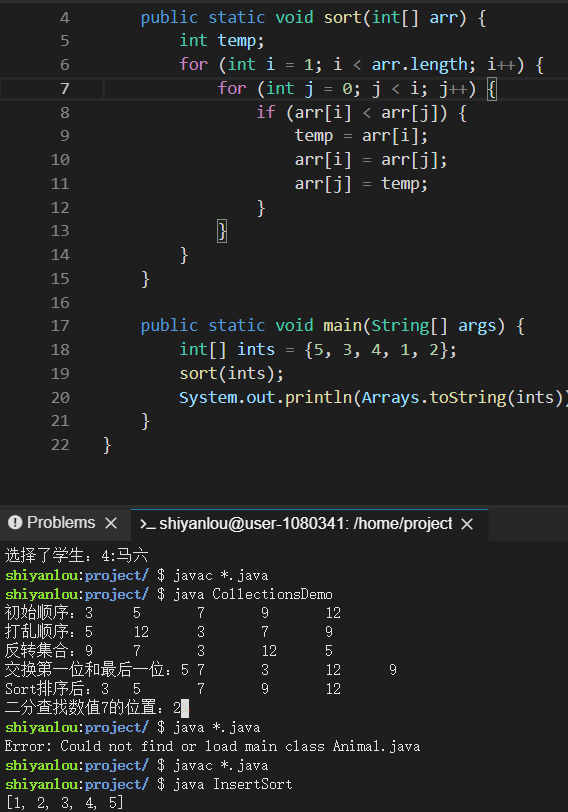 4 public static void sort(int[] arr) {
5 int temp;
6 for (int i = 1; i < arr.length; i++) {
7 for (int j = 0; j < i; j++) {
8 if (arr[i] < arr[j]) {
9 temp = arr[i];
10 arr[i] = arr[j];
11 arr[j] = temp;
12 }
13 }
14 }
15 }
16
17 public static void main(String[] args) {
18 int[] ints = {5, 3, 4, 1, 2};
19 sort(ints);
20 System.out.println(Arrays.toString(ints))
21 }
22 }
Problems × >_ shiyanlou@user-1080341: /home/project ×
选择了学生：4:马六
shiyanlou:project/ $ javac *.java
shiyanlou:project/ $ java CollectionsDemo
初始顺序：3 5 7 9 12
打乱顺序：5 12 3 7 9
反转集合：9 7 3 12 5
交换第一位和最后一位：5 7 3 12 9
Sort排序后：3 5 7 9 12
二分查找数值7的位置：2
shiyanlou:project/ $ java *.java
Error: Could not find or load main class Animal.java
shiyanlou:project/ $ javac *.java
shiyanlou:project/ $ java InsertSort
[1, 2, 3, 4, 5]